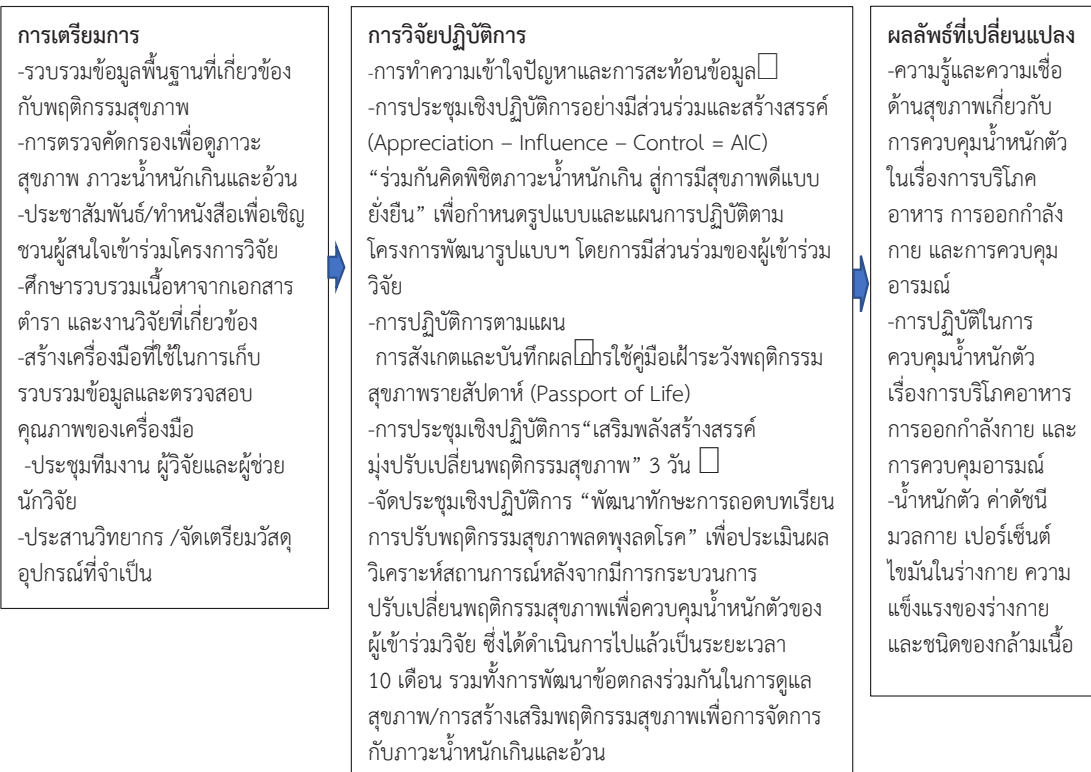 การเตรียมการ
-รวบรวมข้อมูลพื้นฐานที่เกี่ยวข้อง
กับพฤติกรรมสุขภาพ
-การตรวจคัดกรองเพื่อดูภาวะ
สุขภาพ ภาวะน้ำหนักเกินและอ้วน
-ประชาสัมพันธ์/ทำหนังสือเพื่อเชิญ
ชวนผู้สนใจเข้าร่วมโครงการวิจัย
-ศึกษารวบรวมเนื้อหาจากเอกสาร
ตำรา และงานวิจัยที่เกี่ยวข้อง
-สร้างเครื่องมือที่ใช้ในการเก็บ
รวบรวมข้อมูลและตรวจสอบ
คุณภาพของเครื่องมือ
-ประชุมทีมงาน ผู้วิจัยและผู้ช่วย
นักวิจัย
-ประสานวิทยากร /จัดเตรียมวัสดุ
อุปกรณ์ที่จำเป็น
การวิจัยปฏิบัติการ
-การทำความเข้าใจปัญหาและการสะท้อนข้อมูล
-การประชุมเชิงปฏิบัติการอย่างมีส่วนร่วมและสร้างสรรค์
(Appreciation – Influence – Control = AIC)
“ร่วมกันคิดพิชิตภาวะน้ำหนักเกิน สู่การมีสุขภาพดีแบบ
ยั่งยืน” เพื่อกำหนดรูปแบบและแผนการปฏิบัติตาม
โครงการพัฒนารูปแบบฯ โดยการมีส่วนร่วมของผู้เข้าร่วม
วิจัย
-การปฏิบัติการตามแผน
การสังเกตและบันทึกผล การใช้คู่มือเฝ้าระวังพฤติกรรม
สุขภาพรายสัปดาห์ (Passport of Life)
-การประชุมเชิงปฏิบัติการ“เสริมพลังสร้างสรรค์
มุ่งปรับเปลี่ยนพฤติกรรมสุขภาพ” 3 วัน
-จัดประชุมเชิงปฏิบัติการ “พัฒนาทักษะการถอดบทเรียน
การปรับพฤติกรรมสุขภาพลดพุงลดโรค” เพื่อประเมินผล
วิเคราะห์สถานการณ์หลังจากมีการกระบวนการ
ปรับเปลี่ยนพฤติกรรมสุขภาพเพื่อควบคุมน้ำหนักตัวของ
ผู้เข้าร่วมวิจัย ซึ่งได้ดำเนินการไปแล้วเป็นระยะเวลา
10 เดือน รวมทั้งการพัฒนาข้อตกลงร่วมกันในการดูแล
สุขภาพ/การสร้างเสริมพฤติกรรมสุขภาพเพื่อการจัดการ
กับภาวะน้ำหนักเกินและอ้วน
ผลลัพธ์ที่เปลี่ยนแปลง
-ความรู้และความเชื่อ
ด้านสุขภาพเกี่ยวกับ
การควบคุมน้ำหนักตัว
ในเรื่องการบริโภค
อาหาร การออกกำลัง
กาย และการควบคุม
อารมณ์
-การปฏิบัติในการ
ควบคุมน้ำหนักตัว
เรื่องการบริโภคอาหาร
การออกกำลังกาย และ
การควบคุมอารมณ์
-น้ำหนักตัว ค่าดัชนี
มวลกาย เปอร์เซ็นต์
ไขมันในร่างกาย ความ
แข็งแรงของร่างกาย
และชนิดของกล้ามเนื้อ